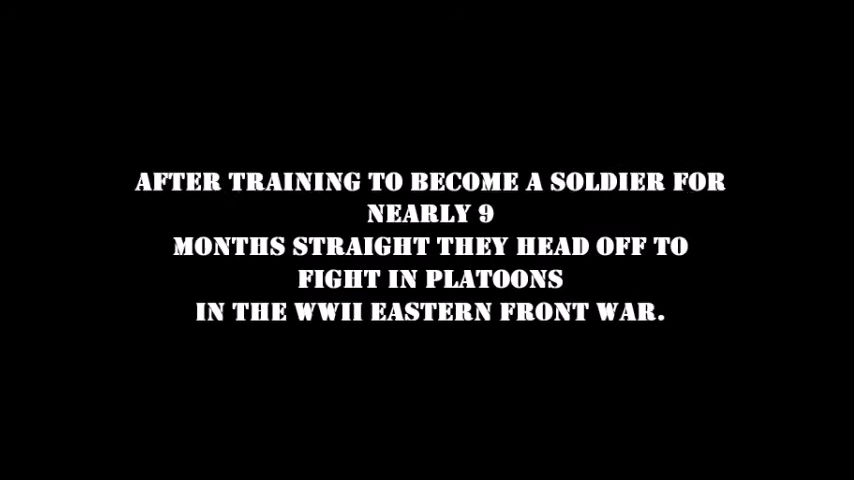 AFTER TRAINING TO BECOME A SOLDIER FOR
NEARLY 9
MONTHS STRAIGHT THEY HEAD OFF TO
FIGHT IN PLATOONS
IN THE WWII EASTERN FRONT WAR.